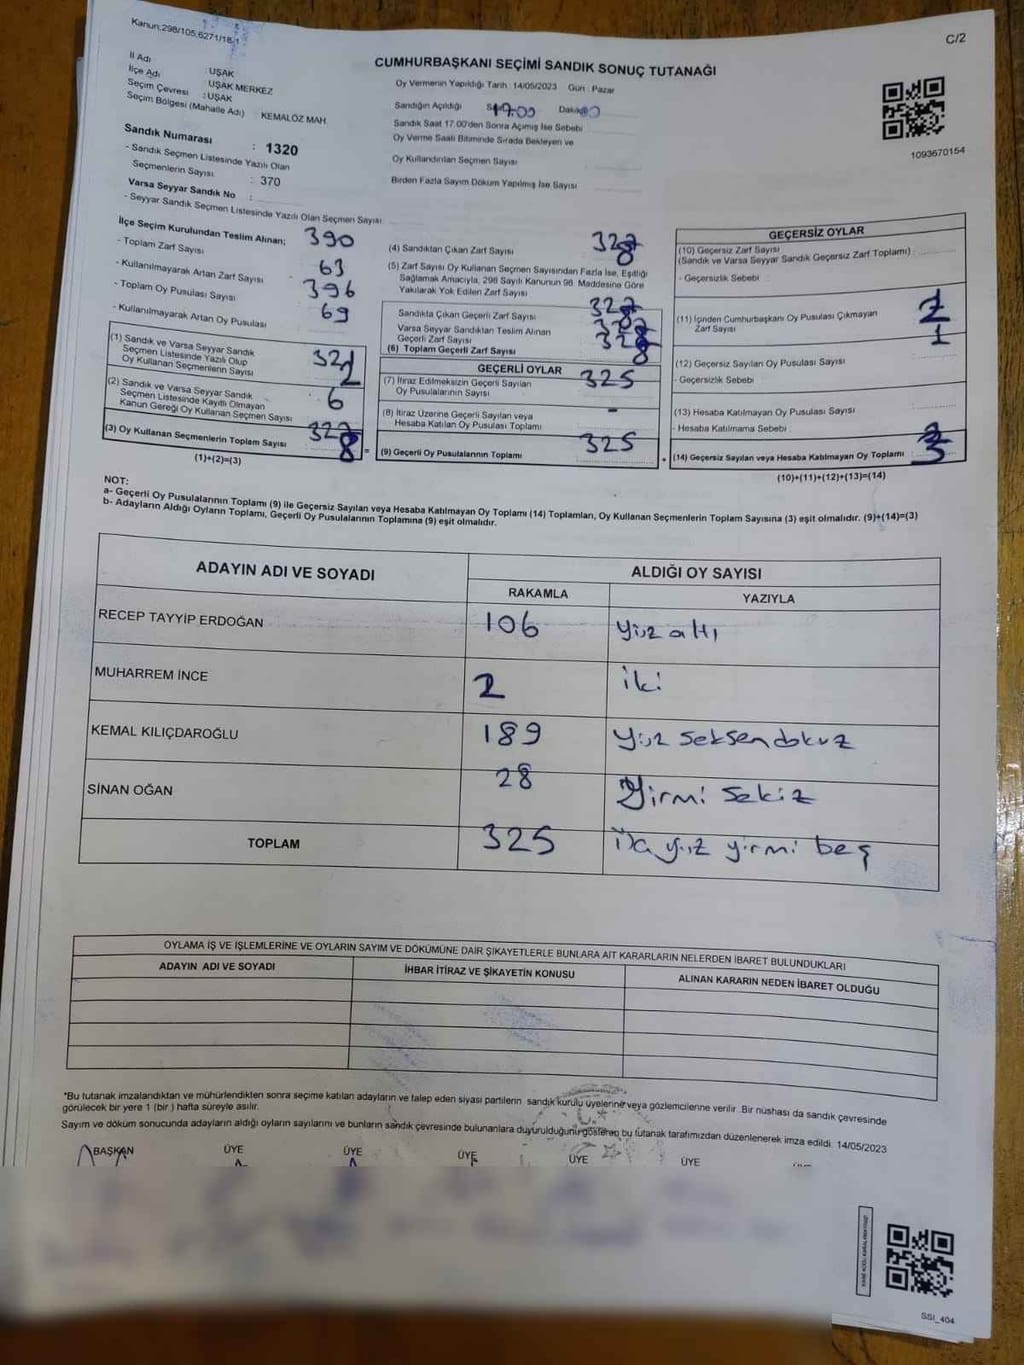 Kanun;298/105,6271/18-1
C/2
CUMHURBAŞKANI SEÇİMİ SANDIK SONUÇ TUTANAĞI
İl Adı : UŞAK
İlçe Adı : UŞAK MERKEZ
Seçim Çevresi : UŞAK
Seçim Bölgesi (Mahalle Adı) KEMALÖZ MAH.
Oy Vermenin Yapıldığı Tarih 14/05/2023 Gün : Pazar
Sandığın Açıldığı 17.00
Sandık Saat 17.00'den Sonra Açılmış İse Sebebi
Oy Verme Saati Bitiminde Sırada Bekleyen ve
Oy Kullandırılan Seçmen Sayısı
Birden Fazla Sayım Döküm Yapılmış İse Sayısı
1093670154
Sandık Numarası : 1320
- Sandık Seçmen Listesinde Yazılı Olan
Seçmenlerin Sayısı : 370
Varsa Seyyar Sandık No :
- Seyyar Sandık Seçmen Listesinde Yazılı Olan Seçmen Sayısı
İlçe Seçim Kurulundan Teslim Alınan;
- Toplam Zarf Sayısı 390
- Kullanılmayarak Artan Zarf Sayısı 63
- Toplam Oy Pusulası Sayısı 396
- Kullanılmayarak Artan Oy Pusulası 69
(1) Sandık ve Varsa Seyyar Sandık
Seçmen Listesinde Yazılı Olup
Oy Kullanan Seçmenlerin Sayısı
(2) Sandık ve Varsa Seyyar Sandık
Seçmen Listesinde Kayıtlı Olmayan
Kanun Gereği Oy Kullanan Seçmen Sayısı 6
(3) Oy Kullanan Seçmenlerin Toplam Sayısı
(1)+(2)=(3)
(4) Sandıktan Çıkan Zarf Sayısı
(5) Zarf Sayısı Oy Kullanan Seçmen Sayısından Fazla İse, Eşitliği
Sağlamak Amacıyla, 298 Sayılı Kanunun 98. Maddesine Göre
Yakılarak Yok Edilen Zarf Sayısı
Sandıkta Çıkan Geçerli Zarf Sayısı
Varsa Seyyar Sandıktan Teslim Alınan
Geçerli Zarf Sayısı
(6) Toplam Geçerli Zarf Sayısı
GEÇERLİ OYLAR
(7) İtiraz Edilmeksizin Geçerli Sayılan 325
Oy Pusulalarının Sayısı
(8) İtiraz Üzerine Geçerli Sayılan veya -
Hesaba Katılan Oy Pusulası Toplamı
(9) Geçerli Oy Pusulalarının Toplamı 325
GEÇERSİZ OYLAR
(10) Geçersiz Zarf Sayısı
(Sandık ve Varsa Seyyar Sandık Geçersiz Zarf Toplamı)
- Geçersizlik Sebebi :
(11) İçinden Cumhurbaşkanı Oy Pusulası Çıkmayan
Zarf Sayısı
1
(12) Geçersiz Sayılan Oy Pusulası Sayısı
- Geçersizlik Sebebi
(13) Hesaba Katılmayan Oy Pusulası Sayısı
- Hesaba Katılmama Sebebi :
(14) Geçersiz Sayılan veya Hesaba Katılmayan Oy Toplamı 3
(10)+(11)+(12)+(13)=(14)
NOT:
a- Geçerli Oy Pusulalarının Toplamı (9) ile Geçersiz Sayılan veya Hesaba Katılmayan Oy Toplamı (14) Toplamları, Oy Kullanan Seçmenlerin Toplam Sayısına (3) eşit olmalıdır. (9)+(14)=(3)
b- Adayların Aldığı Oyların Toplamı, Geçerli Oy Pusulalarının Toplamına (9) eşit olmalıdır.
ADAYIN ADI VE SOYADI
ALDIĞI OY SAYISI
RAKAMLA YAZIYLA
RECEP TAYYİP ERDOĞAN 106 Yüz altı
MUHARREM İNCE 2 iki
KEMAL KILIÇDAROĞLU 189 Yüz seksen dokuz
SİNAN OĞAN 28 Yirmi sekiz
TOPLAM 325 yüz yirmi beş
OYLAMA İŞ VE İŞLEMLERİNE VE OYLARIN SAYIM VE DÖKÜMÜNE DAİR ŞİKAYETLERLE BUNLARA AİT KARARLARIN NELERDEN İBARET BULUNDUKLARI
ADAYIN ADI VE SOYADI İHBAR İTİRAZ VE ŞİKAYETİN KONUSU ALINAN KARARIN NEDEN İBARET OLDUĞU
*Bu tutanak imzalandıktan ve mühürlendikten sonra seçime katılan adayların ve talep eden siyasi partilerin sandık kurulu üyelerine veya gözlemcilerine verilir. Bir nüshası da sandık çevresinde
görülecek bir yere 1 (bir) hafta süreyle asılır.
Sayım ve döküm sonucunda adayların aldığı oyların sayılarını ve bunların sandık çevresinde bulunanlara duyurulduğunu gösteren bu tutanak tarafımızdan düzenlenerek imza edildi. 14/05/2023
BAŞKAN ÜYE ÜYE ÜYE ÜYE ÜYE
SSI_404